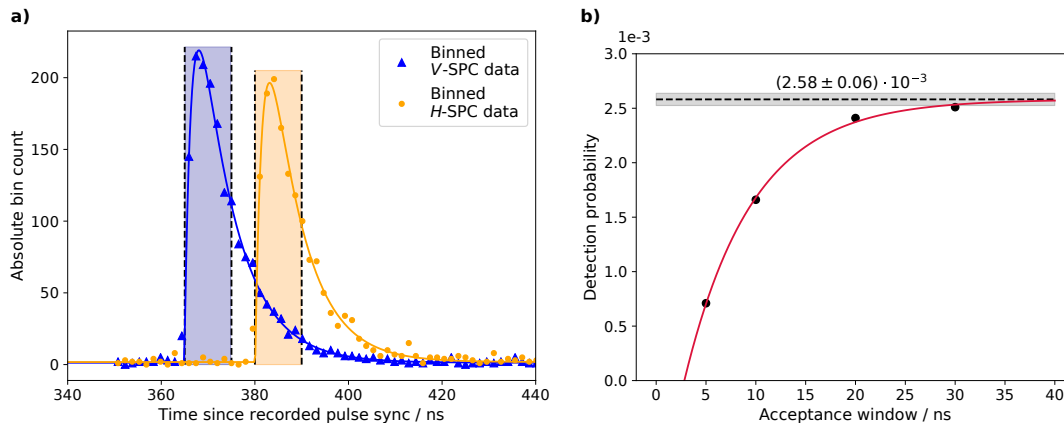 a)
Absolute bin count
200
150
100
50
0
340
360
380
400
420
440
Time since recorded pulse sync / ns
Binned
V-SPC data
Binned
H-SPC data
b)
1e−3
Detection probability
3.0
2.5
2.0
1.5
1.0
0.5
0.0
(2.58 ± 0.06) · 10⁻³
0
5
10
15
20
25
30
35
40
Acceptance window / ns